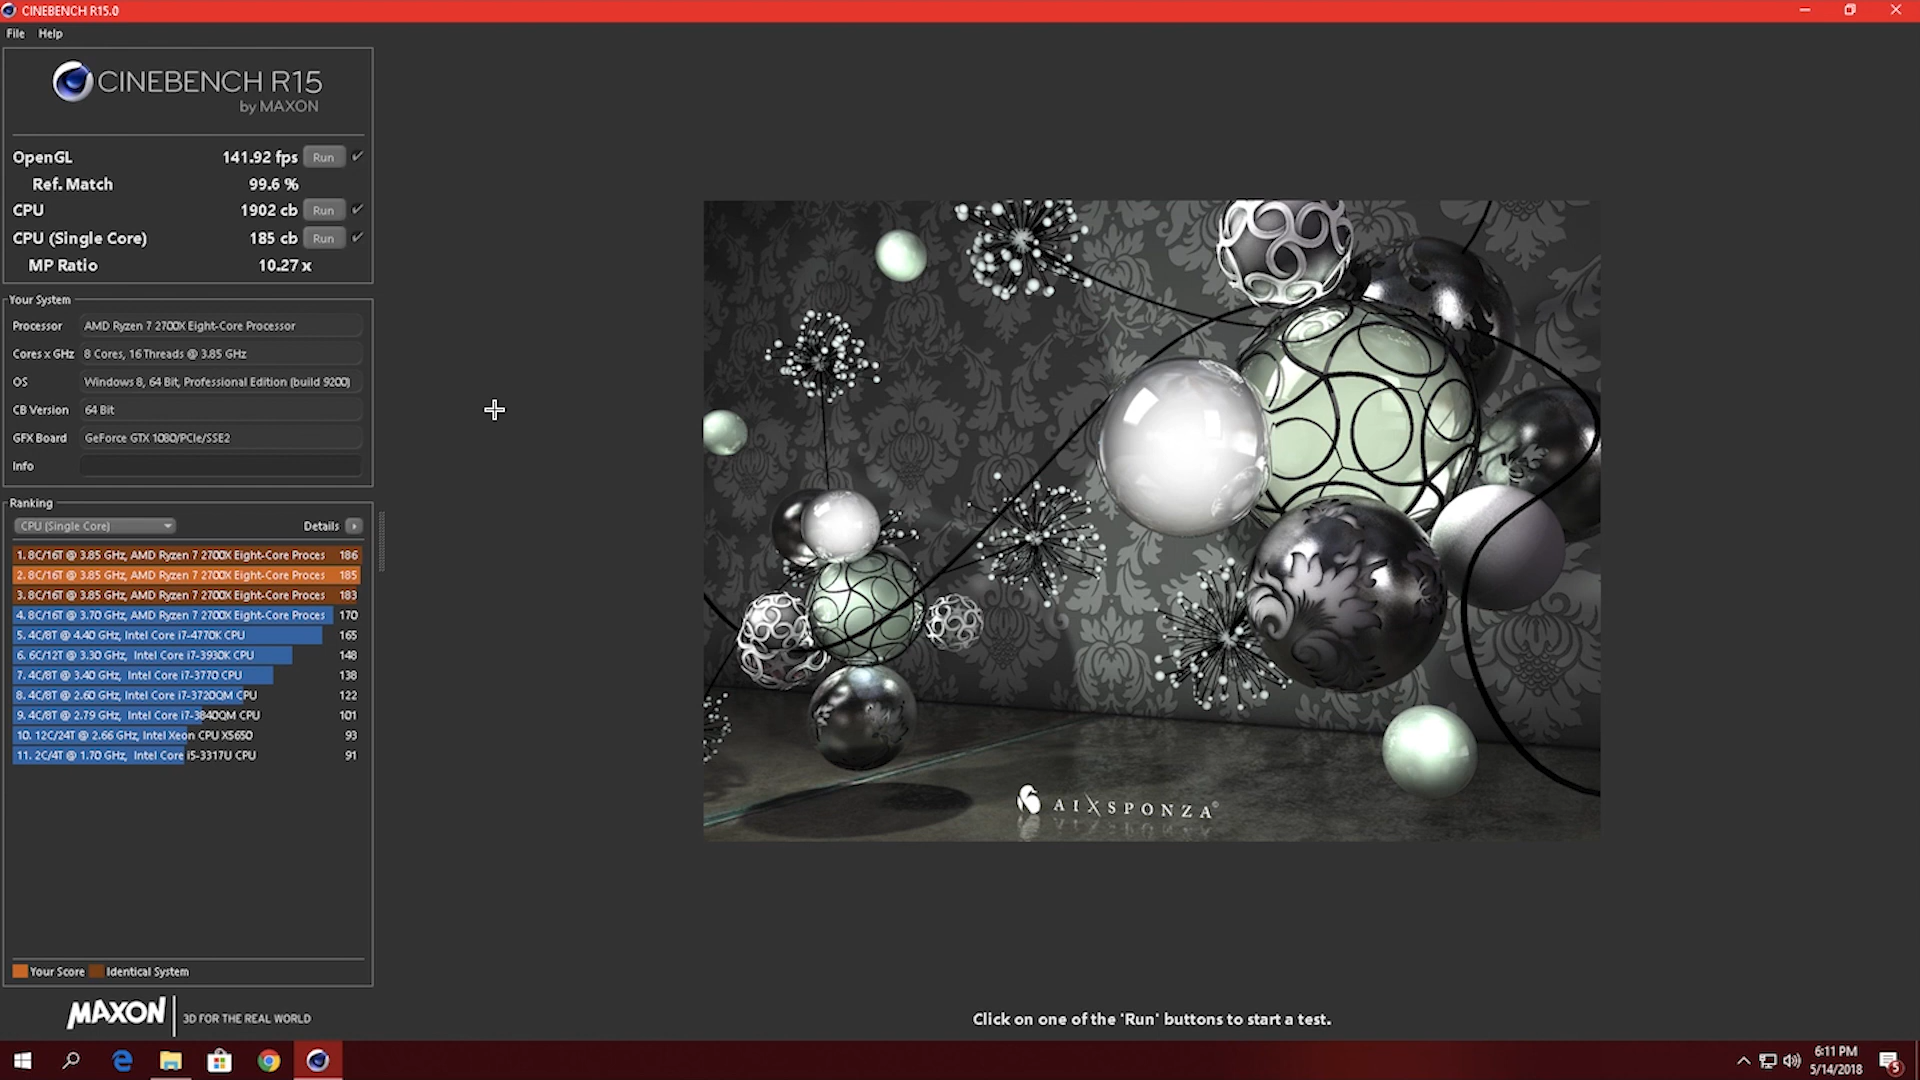 CINEBENCH R15.0
File Help
CINEBENCH R15
by MAXON
OpenGL 141.92 fps Run
Ref. Match 99.6 %
CPU 1902 cb Run
CPU (Single Core) 185 cb Run
MP Ratio 10.27 x
Your System
Processor AMD Ryzen 7 2700X Eight-Core Processor
Cores x GHz 8 Cores, 16 Threads @ 3.85 GHz
OS Windows 8, 64 Bit, Professional Edition (build 9200)
CB Version 64 Bit
GFX Board GeForce GTX 1080/PCIe/SSE2
Info
Ranking
CPU (Single Core) Details
1. 8C/16T @ 3.85 GHz, AMD Ryzen 7 2700X Eight-Core Proces 186
2. 8C/16T @ 3.85 GHz, AMD Ryzen 7 2700X Eight-Core Proces 185
3. 8C/16T @ 3.85 GHz, AMD Ryzen 7 2700X Eight-Core Proces 183
4. 8C/16T @ 3.70 GHz, AMD Ryzen 7 2700X Eight-Core Proces 170
5. 4C/8T @ 4.40 GHz, Intel Core i7-4770K CPU 165
6. 6C/12T @ 3.30 GHz, Intel Core i7-3930K CPU 148
7. 4C/8T @ 3.40 GHz, Intel Core i7-3770 CPU 138
8. 4C/8T @ 2.60 GHz, Intel Core i7-3720QM CPU 122
9. 4C/8T @ 2.79 GHz, Intel Core i7-3840QM CPU 101
10. 12C/24T @ 2.66 GHz, Intel Xeon CPU X5650 93
11. 2C/4T @ 1.70 GHz, Intel Core i5-3317U CPU 91
Your Score Identical System
MAXON 3D FOR THE REAL WORLD
AIXSPONZA©
Click on one of the 'Run' buttons to start a test.
6:11 PM
5/14/2018
5